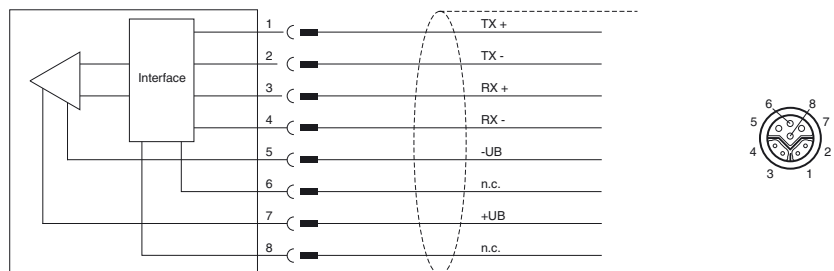 1 TX +
2 TX -
Interface
3 RX +
4 RX -
5 -UB
6 n.c.
7 +UB
8 n.c.
6 8
5 7
4 2
3 1